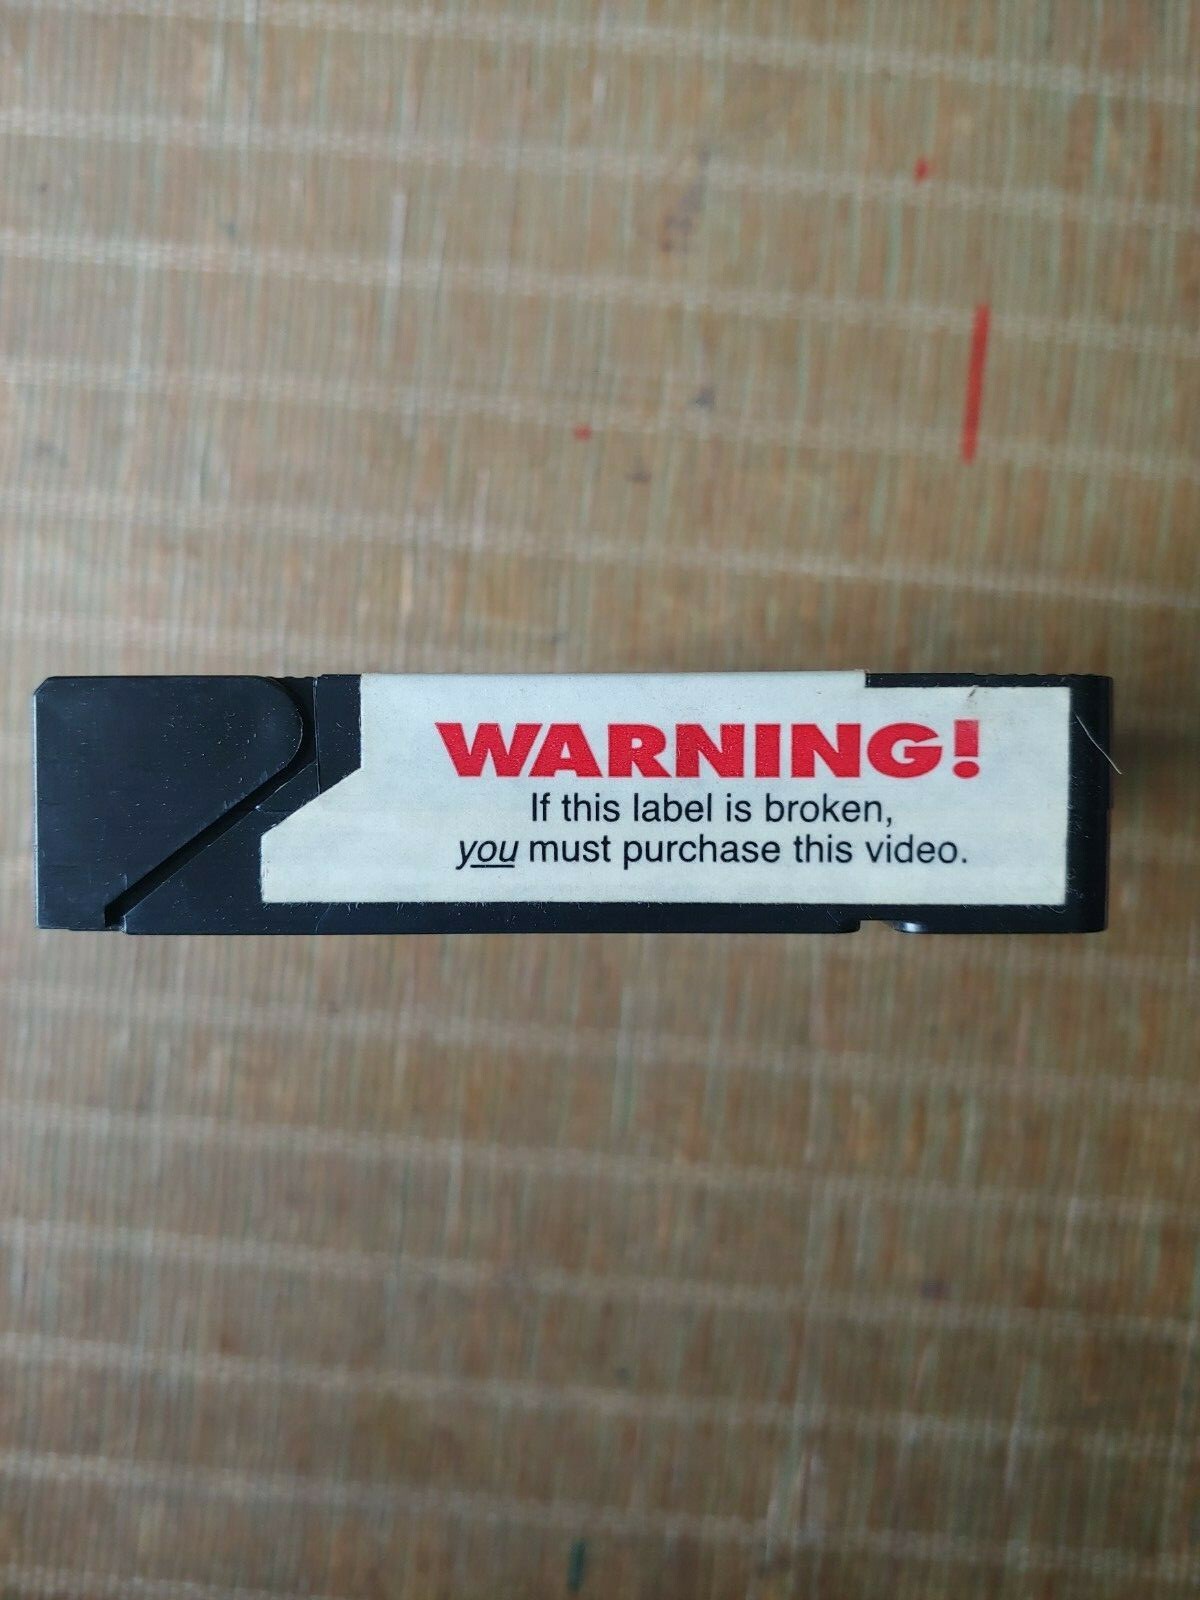 WARNING!
If this label is broken,
you must purchase this video.